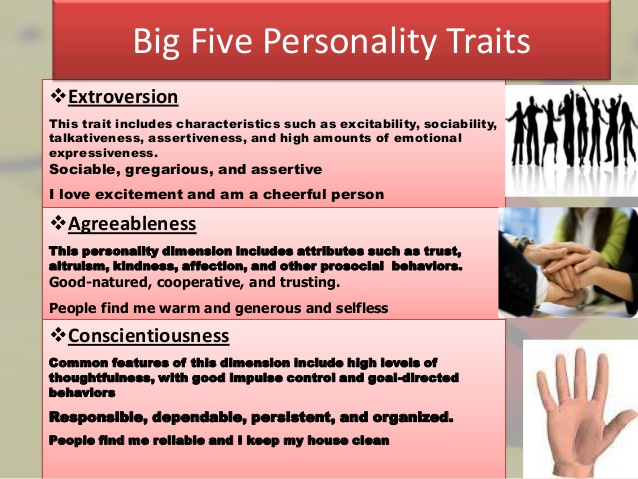 Big Five Personality Traits
❖Extroversion
This trait includes characteristics such as excitability, sociability,
talkativeness, assertiveness, and high amounts of emotional
expressiveness.
Sociable, gregarious, and assertive
I love excitement and am a cheerful person
❖Agreeableness
This personality dimension includes attributes such as trust,
altruism, kindness, affection, and other prosocial behaviors.
Good-natured, cooperative, and trusting.
People find me warm and generous and selfless
❖Conscientiousness
Common features of this dimension include high levels of
thoughtfulness, with good impulse control and goal-directed
behaviors
Responsible, dependable, persistent, and organized.
People find me reliable and I keep my house clean